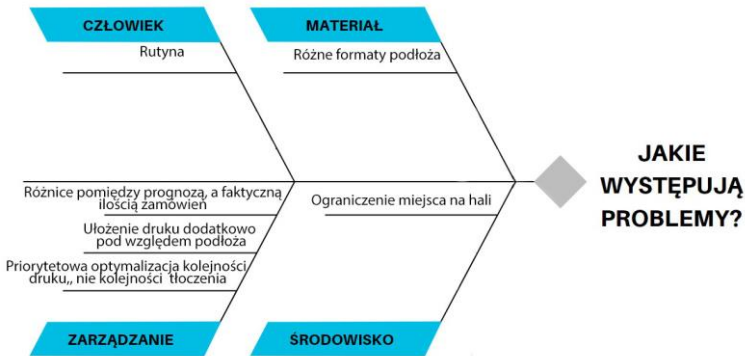 CZŁOWIEK
MATERIAŁ
Rutyna
Różne formaty podłoża
JAKIE
WYSTĘPUJĄ
PROBLEMY?
Różnice pomiędzy prognozą, a faktyczną
ilością zamówień
Ograniczenie miejsca na hali
Ułożenie druku dodatkowo
pod względem podłoża
Priorytetowa optymalizacja kolejności
druku,, nie kolejności tłoczenia
ZARZĄDZANIE
ŚRODOWISKO